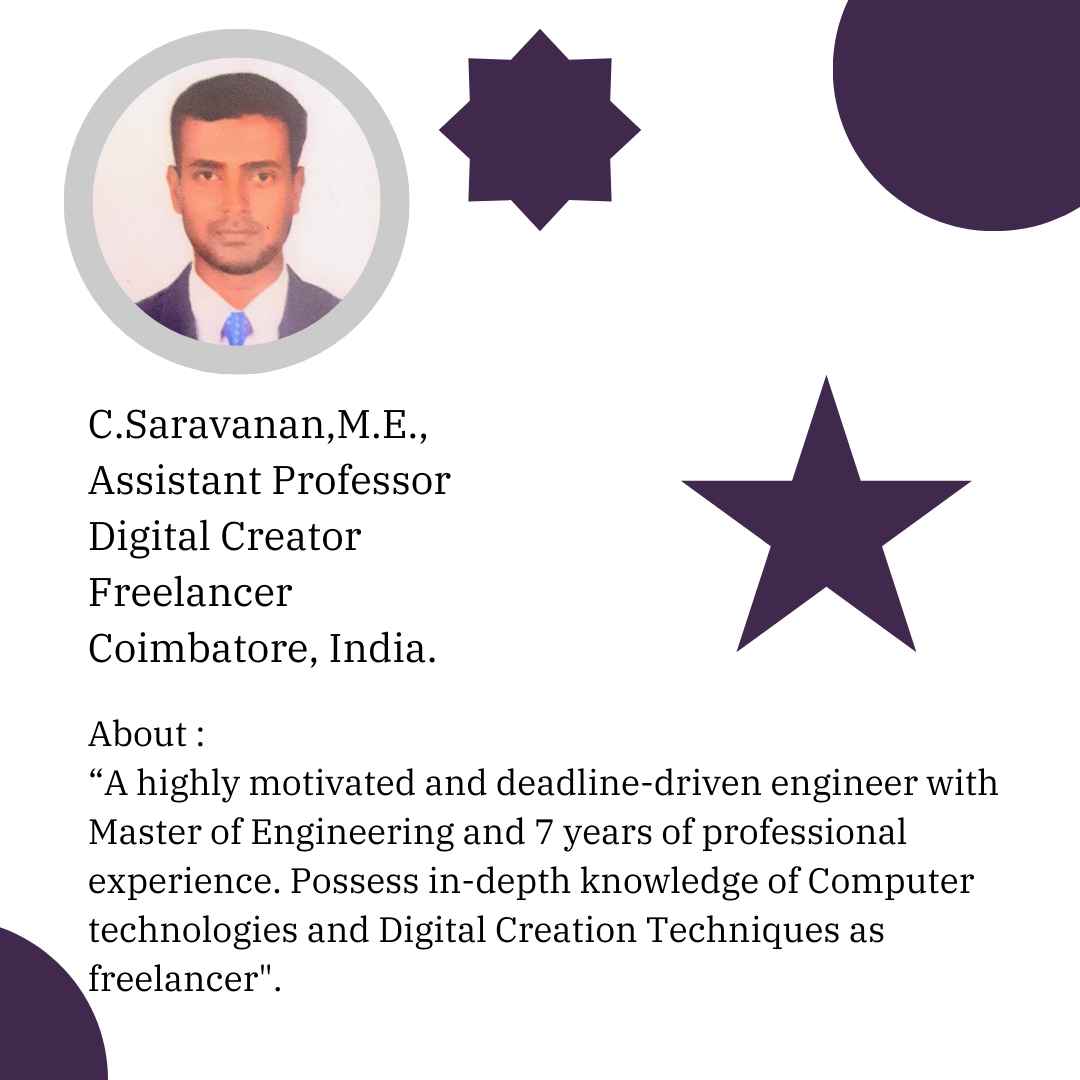 C.Saravanan,M.E.,
Assistant Professor
Digital Creator
Freelancer
Coimbatore, India.
About :
“A highly motivated and deadline-driven engineer with
Master of Engineering and 7 years of professional
experience. Possess in-depth knowledge of Computer
technologies and Digital Creation Techniques as
freelancer".